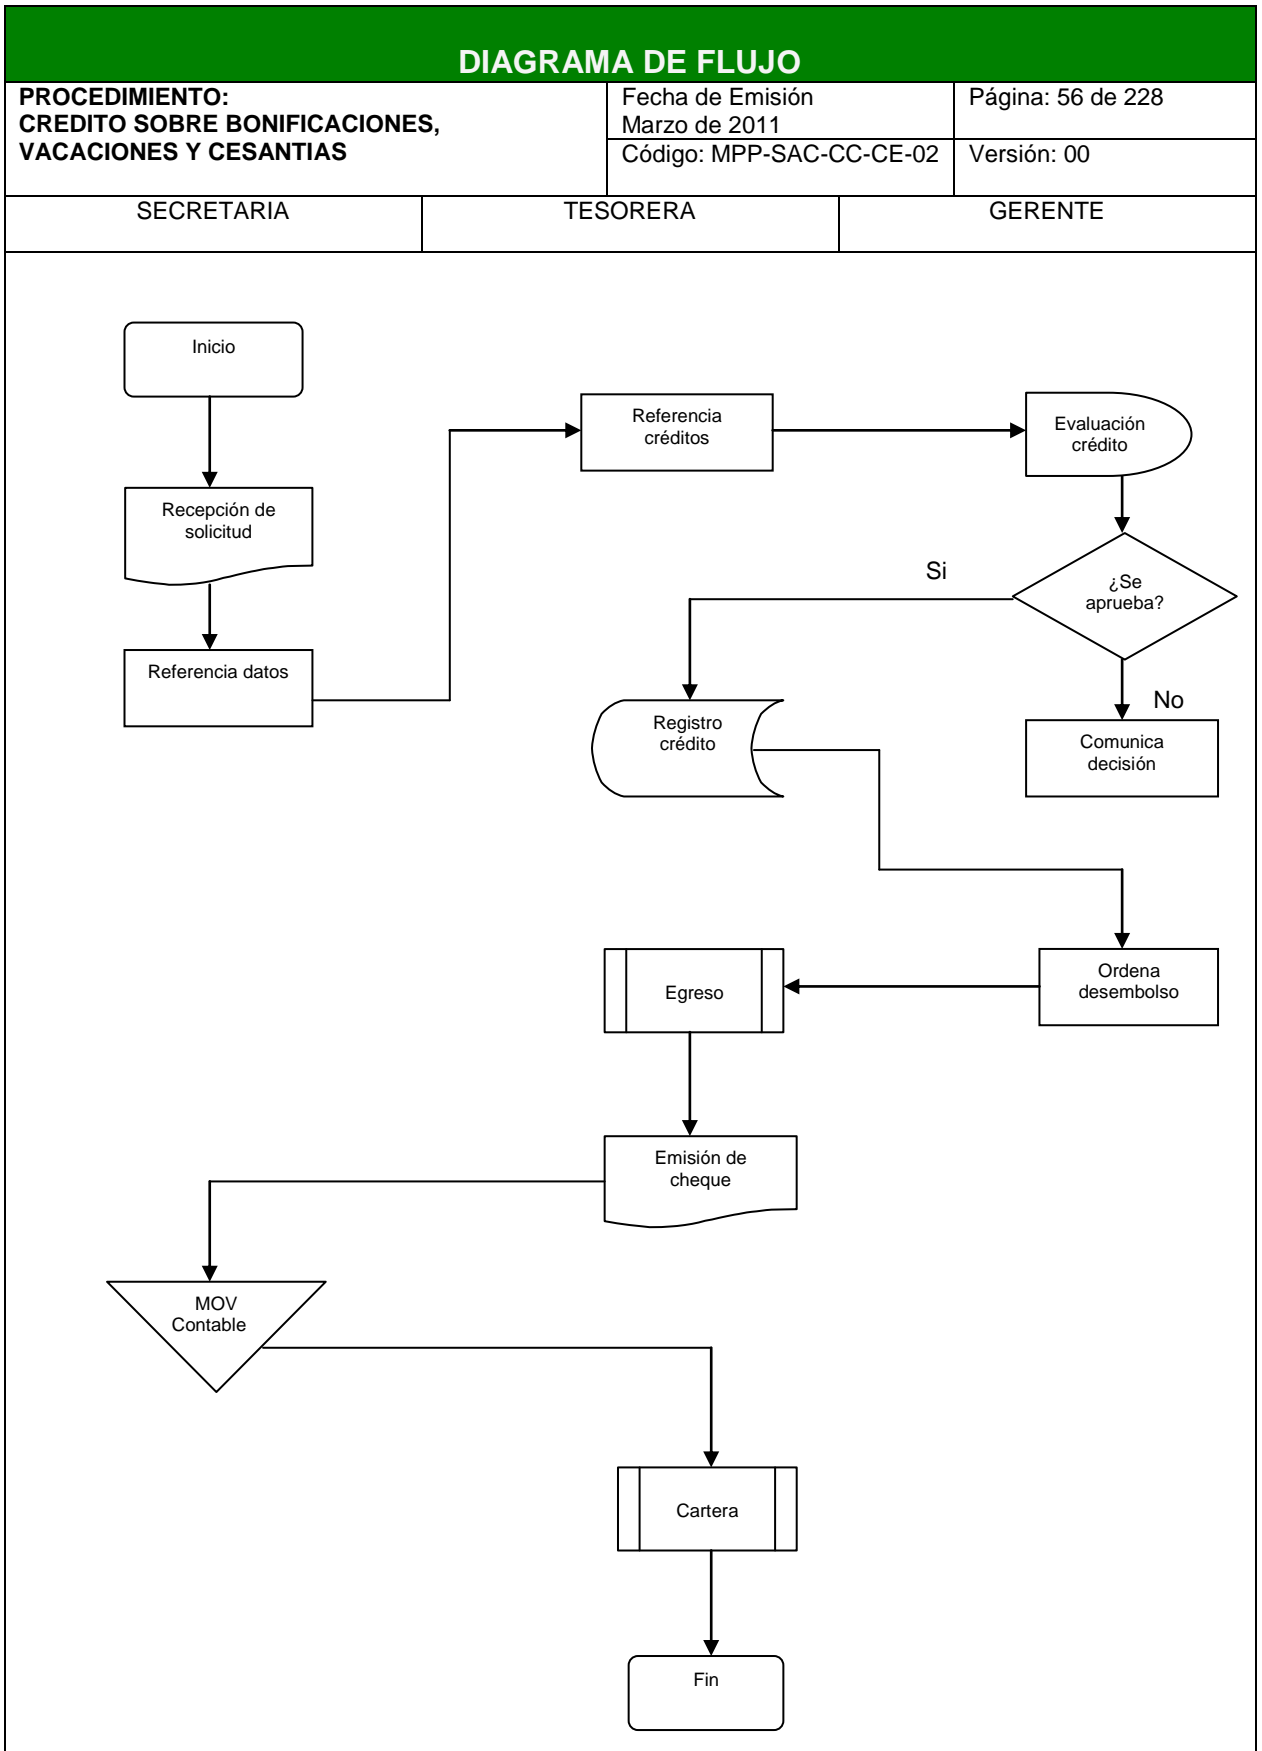 DIAGRAMA DE FLUJO
PROCEDIMIENTO:
CREDITO SOBRE BONIFICACIONES,
VACACIONES Y CESANTIAS
Fecha de Emisión
Marzo de 2011
Página: 56 de 228
Código: MPP-SAC-CC-CE-02
Versión: 00
SECRETARIA
TESORERA
GERENTE
Inicio
Referencia
créditos
Evaluación
crédito
Recepción de
solicitud
Si
¿Se
aprueba?
Referencia datos
No
Registro
crédito
Comunica
decisión
Ordena
desembolso
Egreso
Emisión de
cheque
MOV
Contable
Cartera
Fin